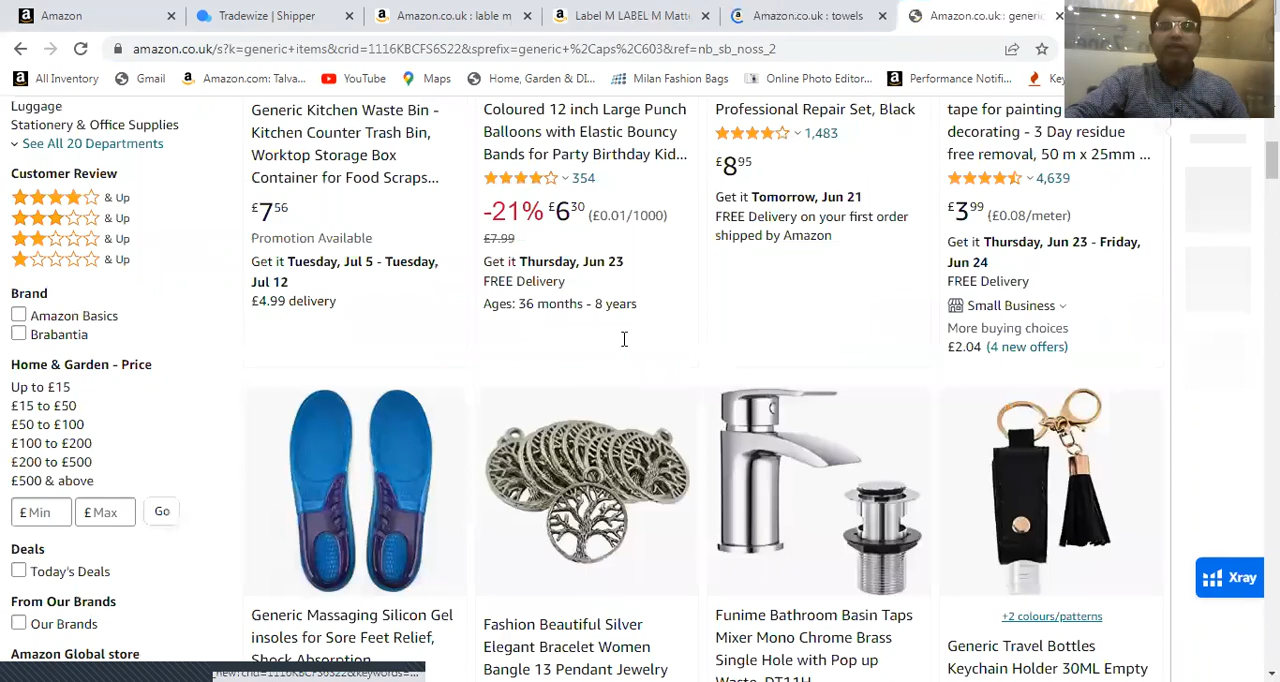 Amazon
Tradewize | Shipper
Amazon.co.uk : lable m
Label M LABEL M Mat
Amazon.co.uk : towels
Amazon.co.uk : generi
amazon.co.uk/s?k=generic+items&crid=1116KBCFS6S22&sprefix=generic+%2Caps%2C603&ref=nb_sb_noss_2
All Inventory
Gmail
Amazon.com: Talva...
YouTube
Maps
Home, Garden & DI...
Milan Fashion Bags
Online Photo Editor...
Performance Notifi...
Key
Luggage
Stationery & Office Supplies
See All 20 Departments
Customer Review
& Up
& Up
& Up
& Up
Brand
Amazon Basics
Brabantia
Home & Garden - Price
Up to £15
£15 to £50
£50 to £100
£100 to £200
£200 to £500
£500 & above
£ Min £ Max Go
Deals
Today's Deals
From Our Brands
Our Brands
Amazon Global store
Generic Kitchen Waste Bin -
Kitchen Counter Trash Bin,
Worktop Storage Box
Container for Food Scraps...
£7 56
Promotion Available
Get it Tuesday, Jul 5 - Tuesday,
Jul 12
£4.99 delivery
Coloured 12 inch Large Punch
Balloons with Elastic Bouncy
Bands for Party Birthday Kid...
354
-21% £6 30 (£0.01/1000)
£7.99
Get it Thursday, Jun 23
FREE Delivery
Ages: 36 months - 8 years
Professional Repair Set, Black
1,483
£8 95
Get it Tomorrow, Jun 21
FREE Delivery on your first order
shipped by Amazon
tape for painting
decorating - 3 Day residue
free removal, 50 m x 25mm ...
4,639
£3 99 (£0.08/meter)
Get it Thursday, Jun 23 - Friday,
Jun 24
FREE Delivery
Small Business
More buying choices
£2.04 (4 new offers)
Generic Massaging Silicon Gel
insoles for Sore Feet Relief,
Shock Absorption
Fashion Beautiful Silver
Elegant Bracelet Women
Bangle 13 Pendant Jewelry
Funime Bathroom Basin Taps
Mixer Mono Chrome Brass
Single Hole with Pop up
Waste, DT11H
+2 colours/patterns
Generic Travel Bottles
Keychain Holder 30ML Empty
Xray